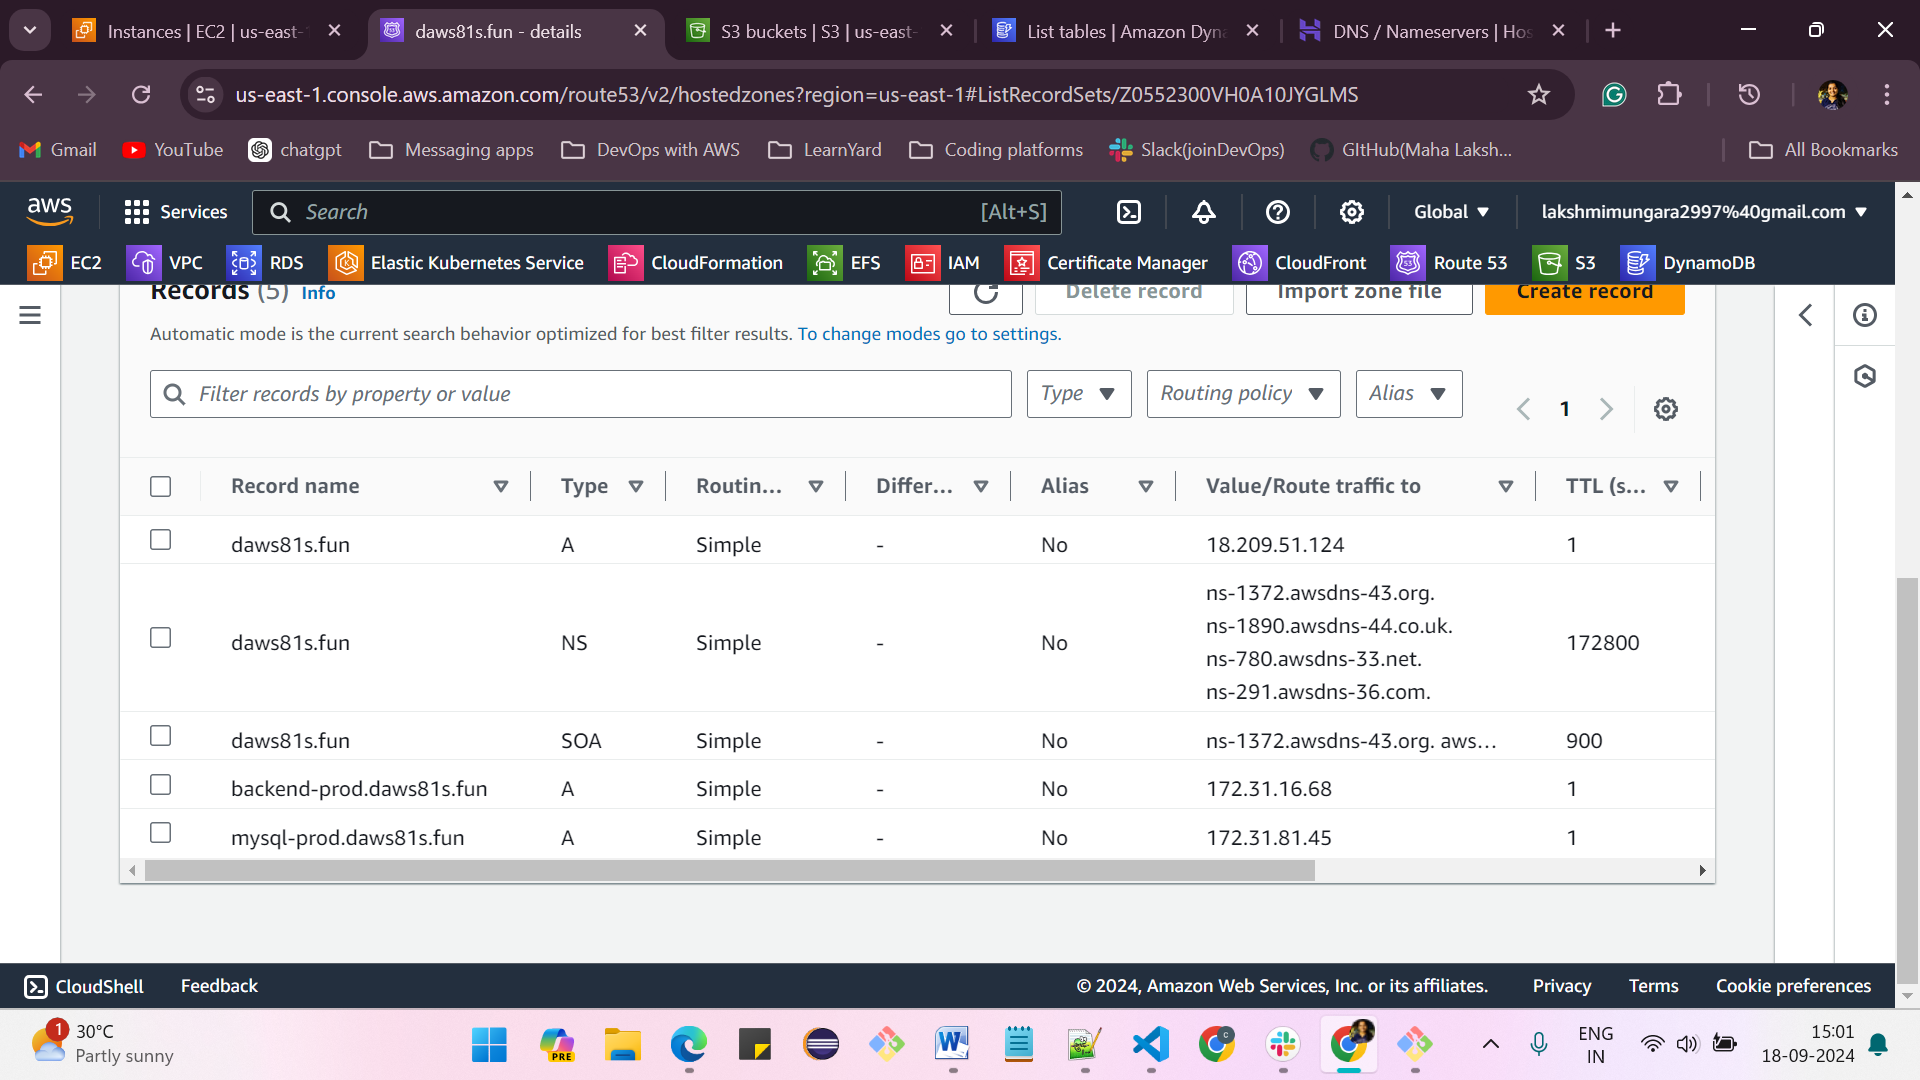 Instances | EC2 | us-east-1
daws81s.fun - details
S3 buckets | S3 | us-east-
List tables | Amazon Dyna
DNS / Nameservers | Hos
us-east-1.console.aws.amazon.com/route53/v2/hostedzones?region=us-east-1#ListRecordSets/Z0552300VH0A10JYGLMS
Gmail
YouTube
chatgpt
Messaging apps
DevOps with AWS
LearnYard
Coding platforms
Slack(joinDevOps)
GItHub(Maha Laksh...
All Bookmarks
aws
Services
Search
[Alt+S]
Global
lakshmimungara2997%40gmail.com
EC2
VPC
RDS
Elastic Kubernetes Service
CloudFormation
EFS
IAM
Certificate Manager
CloudFront
Route 53
S3
DynamoDB
Records (5) Info
Delete record
Import zone file
Create record
Automatic mode is the current search behavior optimized for best filter results. To change modes go to settings.
Filter records by property or value
Type
Routing policy
Alias
1
Record name
Type
Routin...
Differ...
Alias
Value/Route traffic to
TTL (s...
daws81s.fun A Simple - No 18.209.51.124 1
daws81s.fun NS Simple - No
ns-1372.awsdns-43.org.
ns-1890.awsdns-44.co.uk.
ns-780.awsdns-33.net.
ns-291.awsdns-36.com.
172800
daws81s.fun SOA Simple - No ns-1372.awsdns-43.org. aws... 900
backend-prod.daws81s.fun A Simple - No 172.31.16.68 1
mysql-prod.daws81s.fun A Simple - No 172.31.81.45 1
CloudShell
Feedback
© 2024, Amazon Web Services, Inc. or its affiliates.
Privacy
Terms
Cookie preferences
1
30°C
Partly sunny
PRE
ENG
IN
15:01
18-09-2024